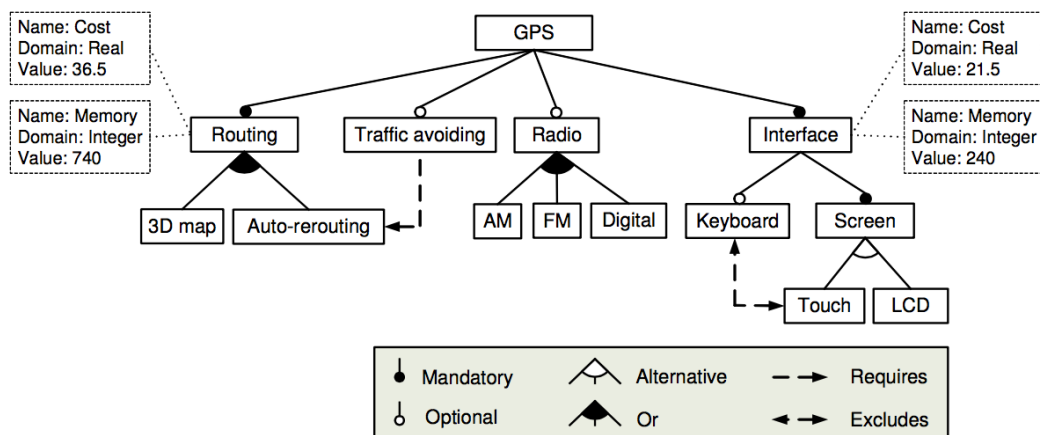 Name: Cost
Domain: Real
Value: 36.5
Name: Memory
Domain: Integer
Value: 740
GPS
Name: Cost
Domain: Real
Value: 21.5
Name: Memory
Domain: Integer
Value: 240
Routing
Traffic avoiding
Radio
Interface
3D map
Auto-rerouting
AM
FM
Digital
Keyboard
Screen
Touch
LCD
Mandatory
Alternative
Requires
Optional
Or
Excludes